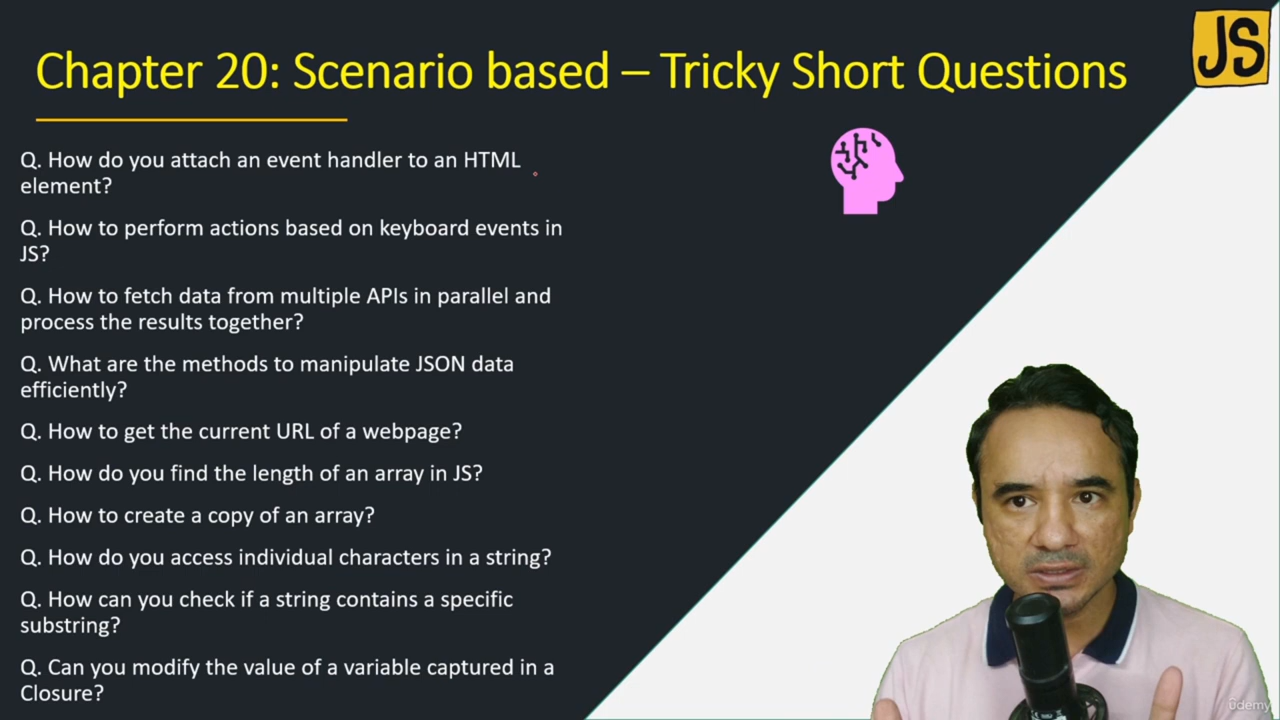 JS
Chapter 20: Scenario based – Tricky Short Questions
Q. How do you attach an event handler to an HTML
element?
Q. How to perform actions based on keyboard events in
JS?
Q. How to fetch data from multiple APIs in parallel and
process the results together?
Q. What are the methods to manipulate JSON data
efficiently?
Q. How to get the current URL of a webpage?
Q. How do you find the length of an array in JS?
Q. How to create a copy of an array?
Q. How do you access individual characters in a string?
Q. How can you check if a string contains a specific
substring?
Q. Can you modify the value of a variable captured in a
Closure?
ûdemy